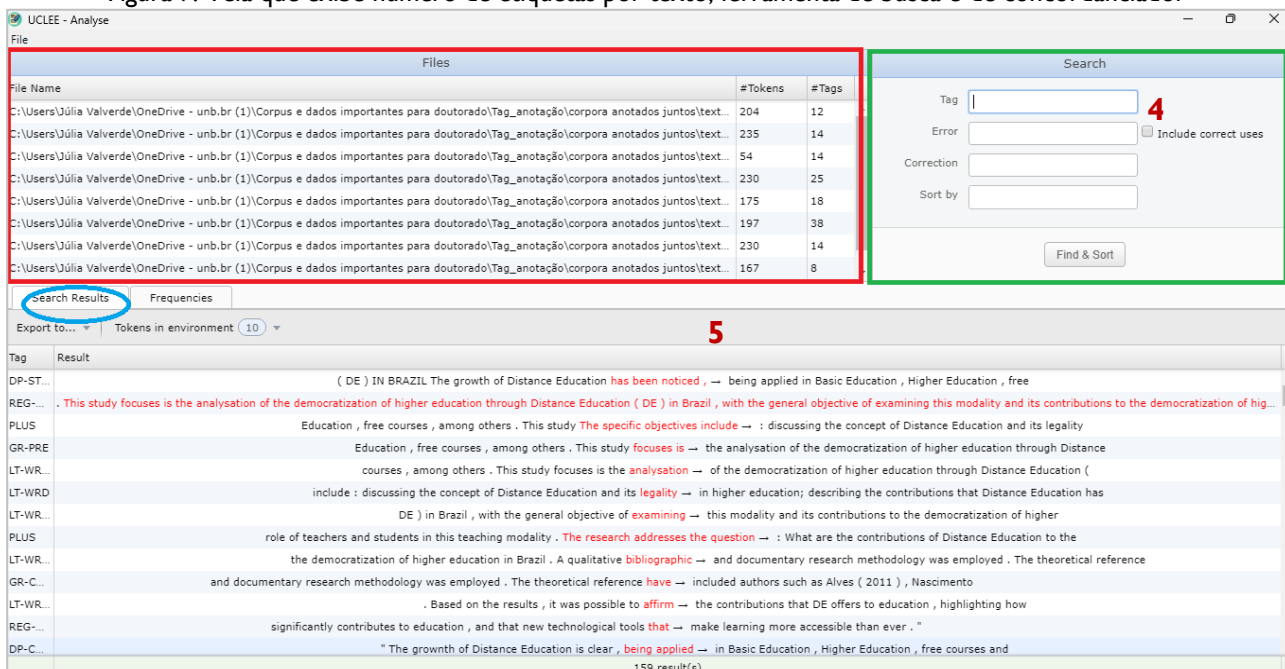 Figura 7. Tela que exibe número de etiquetas por texto, ferramenta de busca e de concordanciador
UCLEE - Analyse
File
Files
File Name #Tokens #Tags
C:\Users\Júlia Valverde\OneDrive - unb.br (1)\Corpus e dados importantes para doutorado\Tag_anotação\corpora anotados juntos\text... 204 12
C:\Users\Júlia Valverde\OneDrive - unb.br (1)\Corpus e dados importantes para doutorado\Tag_anotação\corpora anotados juntos\text... 235 14
C:\Users\Júlia Valverde\OneDrive - unb.br (1)\Corpus e dados importantes para doutorado\Tag_anotação\corpora anotados juntos\text... 54 14
C:\Users\Júlia Valverde\OneDrive - unb.br (1)\Corpus e dados importantes para doutorado\Tag_anotação\corpora anotados juntos\text... 230 25
C:\Users\Júlia Valverde\OneDrive - unb.br (1)\Corpus e dados importantes para doutorado\Tag_anotação\corpora anotados juntos\text... 175 18
C:\Users\Júlia Valverde\OneDrive - unb.br (1)\Corpus e dados importantes para doutorado\Tag_anotação\corpora anotados juntos\text... 197 38
C:\Users\Júlia Valverde\OneDrive - unb.br (1)\Corpus e dados importantes para doutorado\Tag_anotação\corpora anotados juntos\text... 230 14
C:\Users\Júlia Valverde\OneDrive - unb.br (1)\Corpus e dados importantes para doutorado\Tag_anotação\corpora anotados juntos\text... 167 8
Search
Tag
4
Error
Include correct uses
Correction
Sort by
Find & Sort
Search Results Frequencies
Export to... Tokens in environment 10
5
Tag Result
DP-ST... ( DE ) IN BRAZIL The growth of Distance Education has been noticed , → being applied in Basic Education , Higher Education , free
REG-... . This study focuses is the analysation of the democratization of higher education through Distance Education ( DE ) in Brazil , with the general objective of examining this modality and its contributions to the democratization of hig...
PLUS Education , free courses , among others . This study The specific objectives include → : discussing the concept of Distance Education and its legality
GR-PRE Education , free courses , among others . This study focuses is → the analysation of the democratization of higher education through Distance
LT-WR... courses , among others . This study focuses is the analysation → of the democratization of higher education through Distance Education (
LT-WRD include : discussing the concept of Distance Education and its legality → in higher education; describing the contributions that Distance Education has
LT-WR... DE ) in Brazil , with the general objective of examining → this modality and its contributions to the democratization of higher
PLUS role of teachers and students in this teaching modality . The research addresses the question → : What are the contributions of Distance Education to the
LT-WR... the democratization of higher education in Brazil . A qualitative bibliographic → and documentary research methodology was employed . The theoretical reference
GR-C... and documentary research methodology was employed . The theoretical reference have → included authors such as Alves ( 2011 ) , Nascimento
LT-WR... . Based on the results , it was possible to affirm → the contributions that DE offers to education , highlighting how
REG-... significantly contributes to education , and that new technological tools that → make learning more accessible than ever . "
DP-C... " The grownth of Distance Education is clear , being applied → in Basic Education , Higher Education , free courses and
159 result(s)